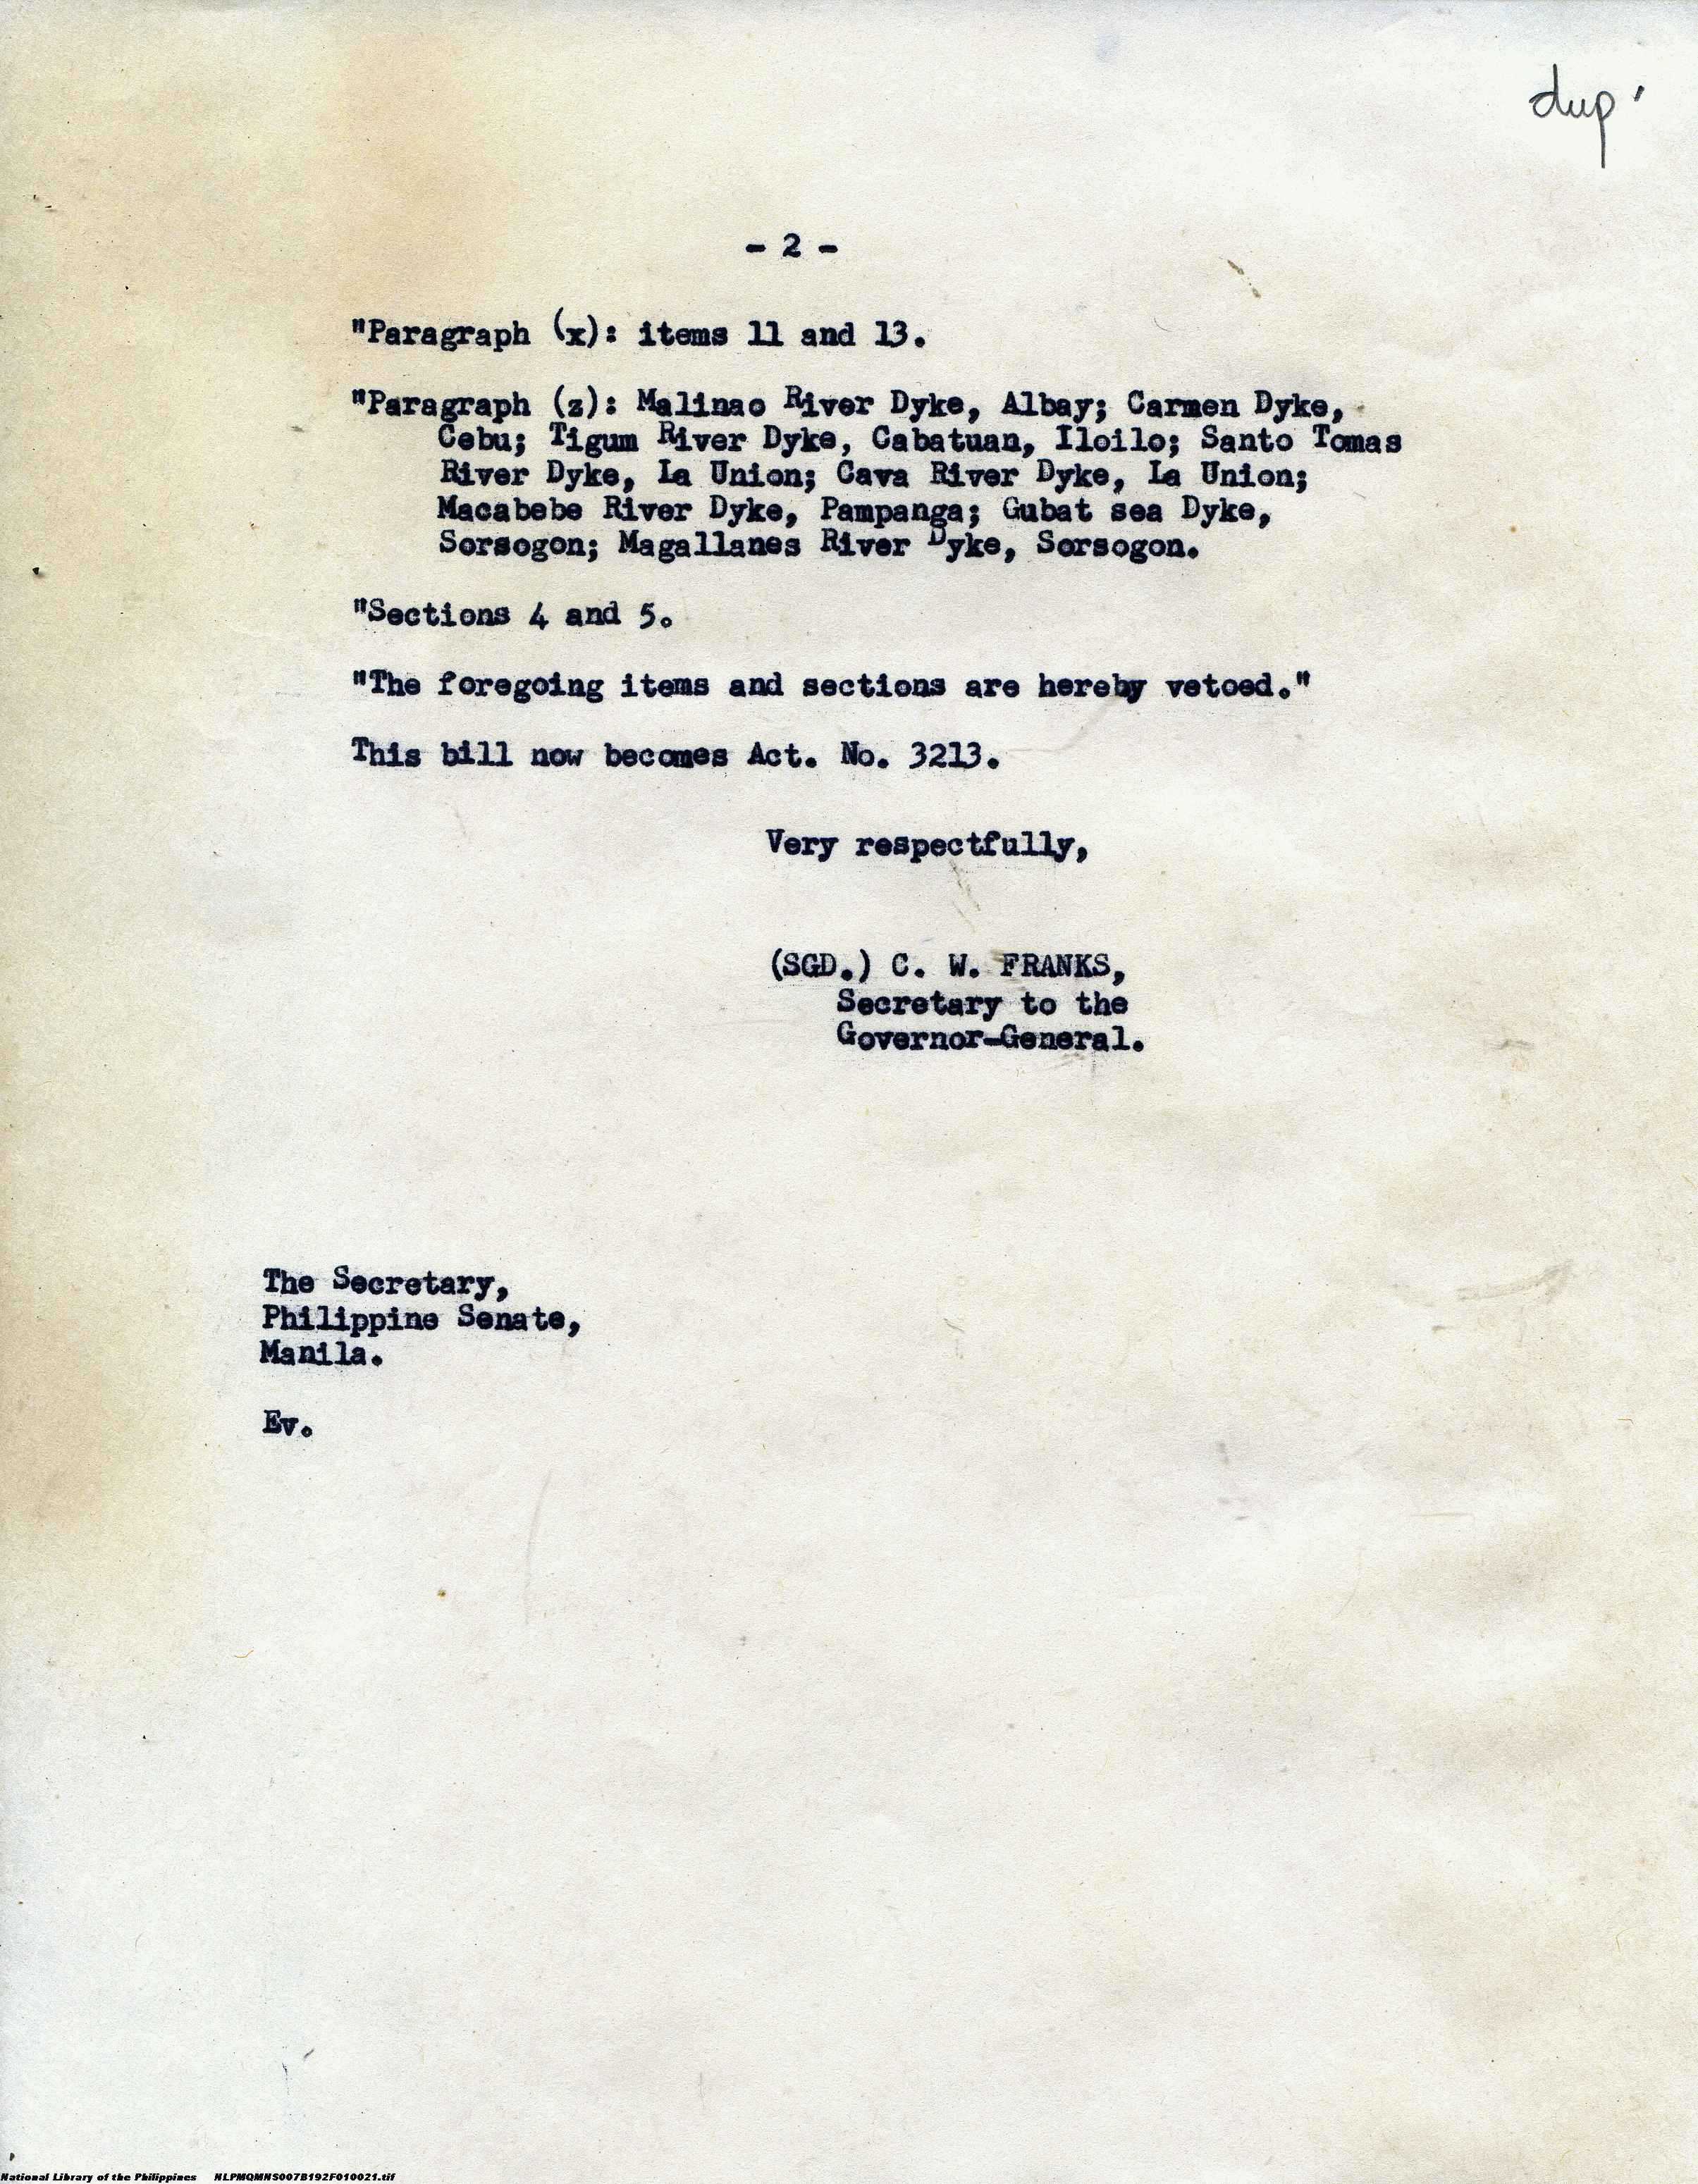 dup'
- 2 -
"Paragraph (x): items 11 and 13.
"Paragraph (z): Malinao River Dyke, Albay; Carmen Dyke,
Cebu; Tigum River Dyke, Cabatuan, Iloilo; Santo Tomas
River Dyke, La Union; Cava River Dyke, La Union;
Macabebe River Dyke, Pampanga; Gubat sea Dyke,
Sorsogon; Magallanes River Dyke, Sorsogon.
"Sections 4 and 5.
"The foregoing items and sections are hereby vetoed."
This bill now becomes Act. No. 3213.
Very respectfully,
(SGD.) C. W. FRANKS,
Secretary to the
Governor-General.
The Secretary,
Philippine Senate,
Manila.
Ev.
National Library of the Philippines NLPMQMNS007B192F010021.tif